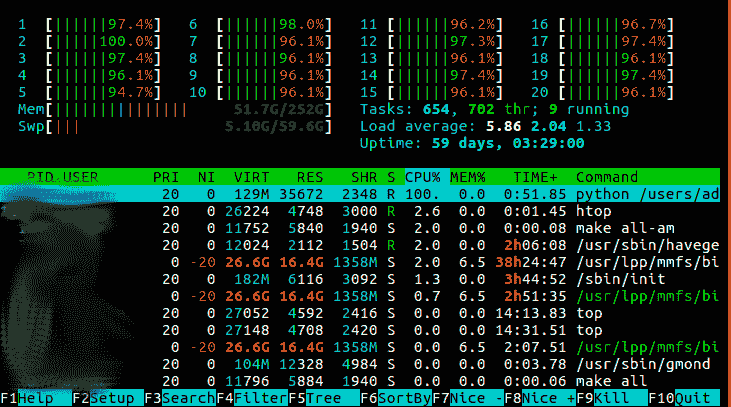 1 [||||||97.4%] 6 [||||||98.0%] 11 [||||||96.2%] 16 [||||||96.7%]
2 [|||||100.0%] 7 [||||||96.1%] 12 [||||||97.3%] 17 [||||||97.4%]
3 [||||||97.4%] 8 [||||||96.1%] 13 [||||||96.1%] 18 [||||||96.1%]
4 [||||||96.1%] 9 [||||||96.1%] 14 [||||||97.4%] 19 [||||||97.4%]
5 [||||||94.7%] 10 [||||||96.1%] 15 [||||||96.1%] 20 [||||||96.1%]
Mem[|||||||||||||||| 51.7G/252G] Tasks: 654, 702 thr; 9 running
Swp[||| 5.10G/59.6G] Load average: 5.86 2.04 1.33
Uptime: 59 days, 03:29:00
PID USER PRI NI VIRT RES SHR S CPU% MEM% TIME+ Command
20 0 129M 35672 2348 R 100. 0.0 0:51.85 python /users/ad
20 0 26224 4748 3000 R 2.6 0.0 0:01.45 htop
20 0 11752 5840 1940 S 2.0 0.0 0:00.08 make all-am
20 0 12024 2112 1504 R 2.0 0.0 2h06:08 /usr/sbin/havege
0 -20 26.6G 16.4G 1358M S 2.0 6.5 38h24:47 /usr/lpp/mmfs/bi
20 0 182M 6116 3092 S 1.3 0.0 3h44:52 /sbin/init
0 -20 26.6G 16.4G 1358M S 0.7 6.5 2h51:35 /usr/lpp/mmfs/bi
20 0 27052 4592 2416 S 0.0 0.0 14:13.83 top
20 0 27148 4708 2420 S 0.0 0.0 14:31.51 top
0 -20 26.6G 16.4G 1358M S 0.0 6.5 2:07.51 /usr/lpp/mmfs/bi
20 0 104M 12328 4984 S 0.0 0.0 0:03.78 /usr/sbin/gmond
20 0 11796 5884 1940 S 0.0 0.0 0:00.06 make all
F1Help F2Setup F3SearchF4FilterF5Tree F6SortByF7Nice -F8Nice +F9Kill F10Quit